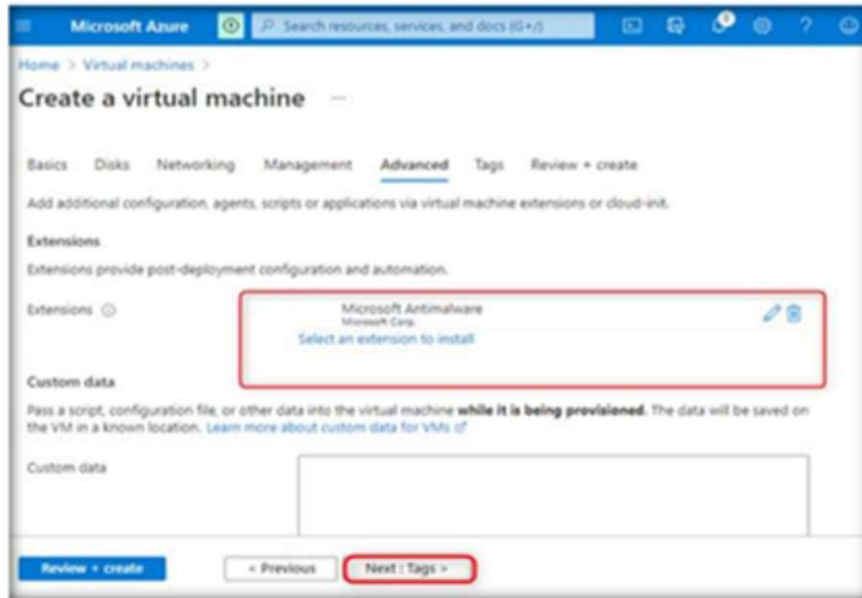 Microsoft Azure
Search resources, services, and docs (G+/)
Home > Virtual machines >
Create a virtual machine ...
Basics Disks Networking Management Advanced Tags Review + create
Add additional configuration, agents, scripts or applications via virtual machine extensions or cloud-init.
Extensions
Extensions provide post-deployment configuration and automation.
Extensions
Microsoft Antimalware
Microsoft Corp.
Select an extension to install
Custom data
Pass a script, configuration file, or other data into the virtual machine while it is being provisioned. The data will be saved on
the VM in a known location. Learn more about custom data for VMs
Custom data
Review + create
< Previous
Next : Tags >